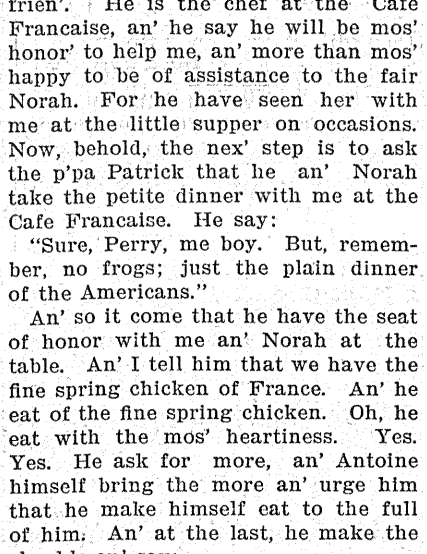 frien'. He is the chef at the Cafe
Francaise, an' he say he will be mos'
honor' to help me, an' more than mos'
happy to be of assistance to the fair
Norah. For he have seen her with
me at the little supper on occasions.
Now, behold, the nex' step is to ask
the p'pa Patrick that he an' Norah
take the petite dinner with me at the
Cafe Francaise. He say:
"Sure, Perry, me boy. But, remem-
ber, no frogs; just the plain dinner
of the Americans."
An' so it come that he have the seat
of honor with me an' Norah at the
table. An' I tell him that we have the
fine spring chicken of France. An' he
eat of the fine spring chicken. Oh, he
eat with the mos' heartiness. Yes.
Yes. He ask for more, an' Antoine
himself bring the more an' urge him
that he make himself eat to the full
of him. An' at the last, he make the